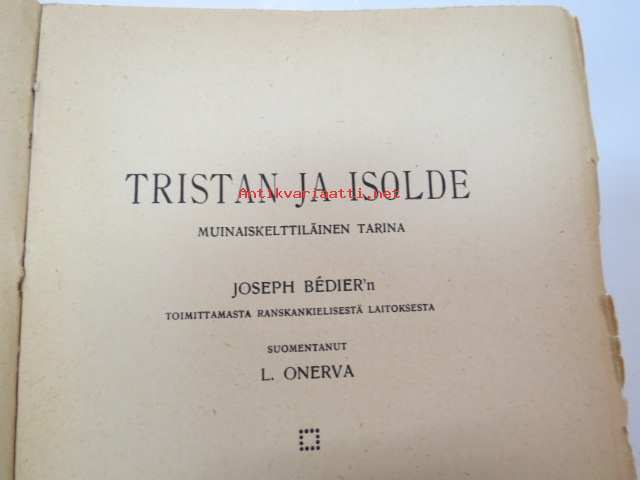 TRISTAN JA ISOLDE
Antikvariaatti.net
MUINAISKELTTILÄINEN TARINA
JOSEPH BÉDIER'n
TOIMITTAMASTA RANSKANKIELISESTÄ LAITOKSESTA
SUOMENTANUT
L. ONERVA